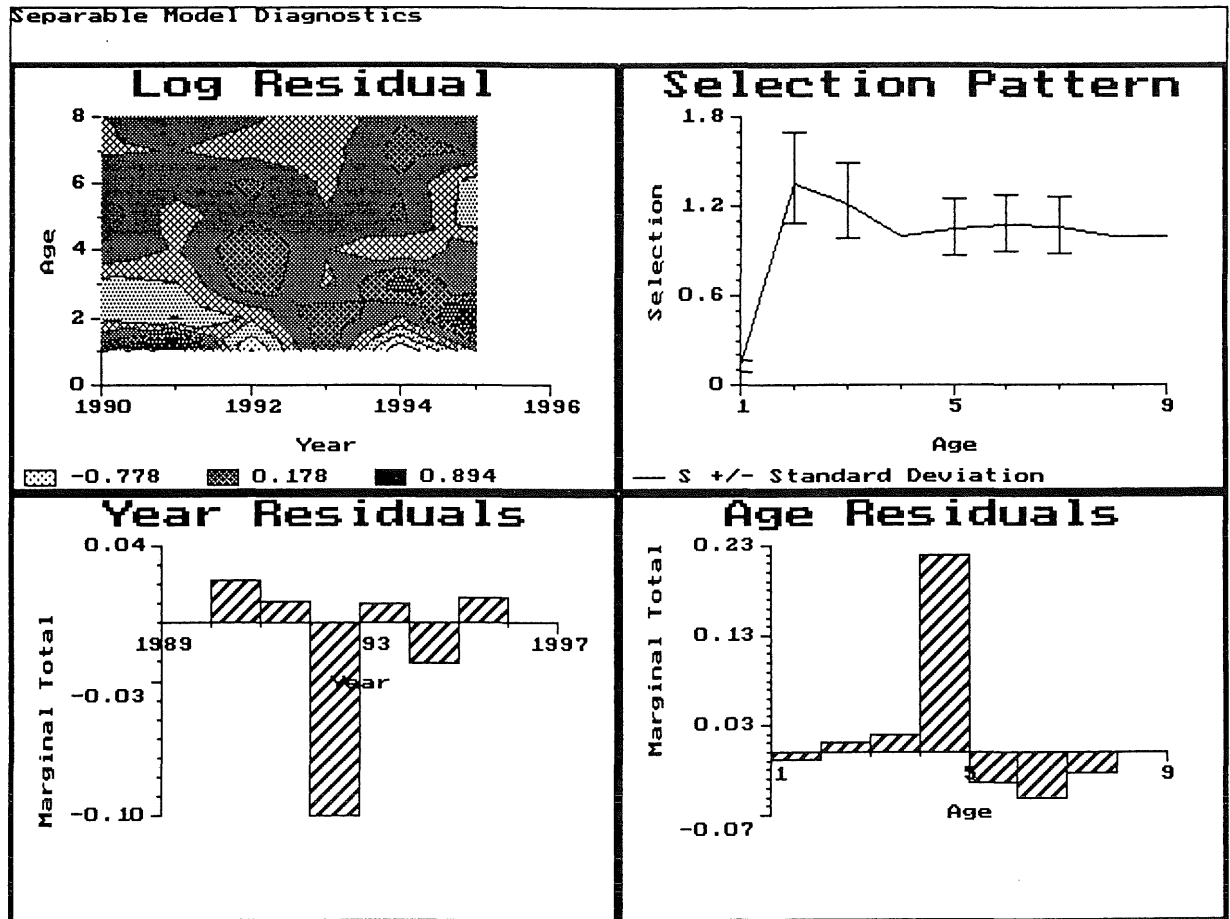 Separable Model Diagnostics
Log Residual
8
6
4
2
0
Age
1990 1992 1994 1996
Year
-0.778 0.178 0.894
Selection Pattern
1.8
1.2
0.6
0
Selection
1 5 9
Age
S +/- Standard Deviation
Year Residuals
0.04
-0.03
-0.10
Marginal Total
1989 93 1997
Year
Age Residuals
0.23
0.13
0.03
-0.07
Marginal Total
1 5 9
Age